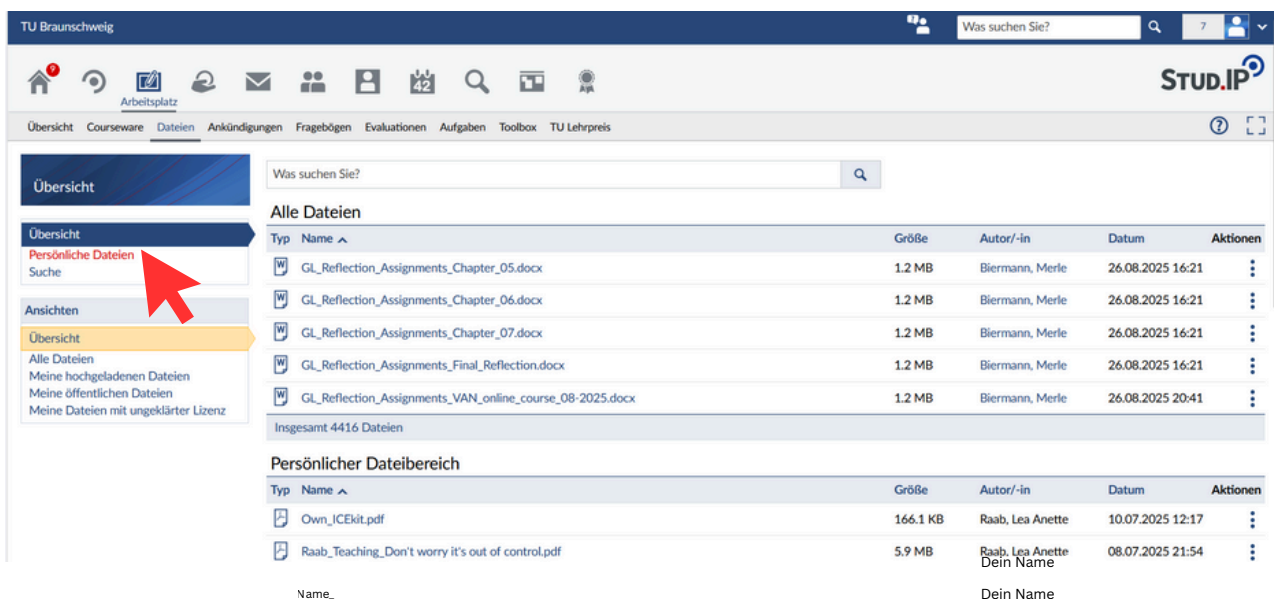 TU Braunschweig
Was suchen Sie?
7
9
42
Arbeitsplatz
STUD.IP
Übersicht Courseware Dateien Ankündigungen Fragebögen Evaluationen Aufgaben Toolbox TU Lehrpreis
?
Übersicht
Übersicht
Persönliche Dateien
Suche
Ansichten
Übersicht
Alle Dateien
Meine hochgeladenen Dateien
Meine öffentlichen Dateien
Meine Dateien mit ungeklärter Lizenz
Was suchen Sie?
Alle Dateien
Typ Name Größe Autor/-in Datum Aktionen
W GL_Reflection_Assignments_Chapter_05.docx 1.2 MB Biermann, Merle 26.08.2025 16:21
W GL_Reflection_Assignments_Chapter_06.docx 1.2 MB Biermann, Merle 26.08.2025 16:21
W GL_Reflection_Assignments_Chapter_07.docx 1.2 MB Biermann, Merle 26.08.2025 16:21
W GL_Reflection_Assignments_Final_Reflection.docx 1.2 MB Biermann, Merle 26.08.2025 16:21
W GL_Reflection_Assignments_VAN_online_course_08-2025.docx 1.2 MB Biermann, Merle 26.08.2025 20:41
Insgesamt 4416 Dateien
Persönlicher Dateibereich
Typ Name Größe Autor/-in Datum Aktionen
Own_ICEkit.pdf 166.1 KB Raab, Lea Anette 10.07.2025 12:17
Raab_Teaching_Don't worry it's out of control.pdf 5.9 MB Raab, Lea Anette 08.07.2025 21:54
Dein Name
Name_ Dein Name